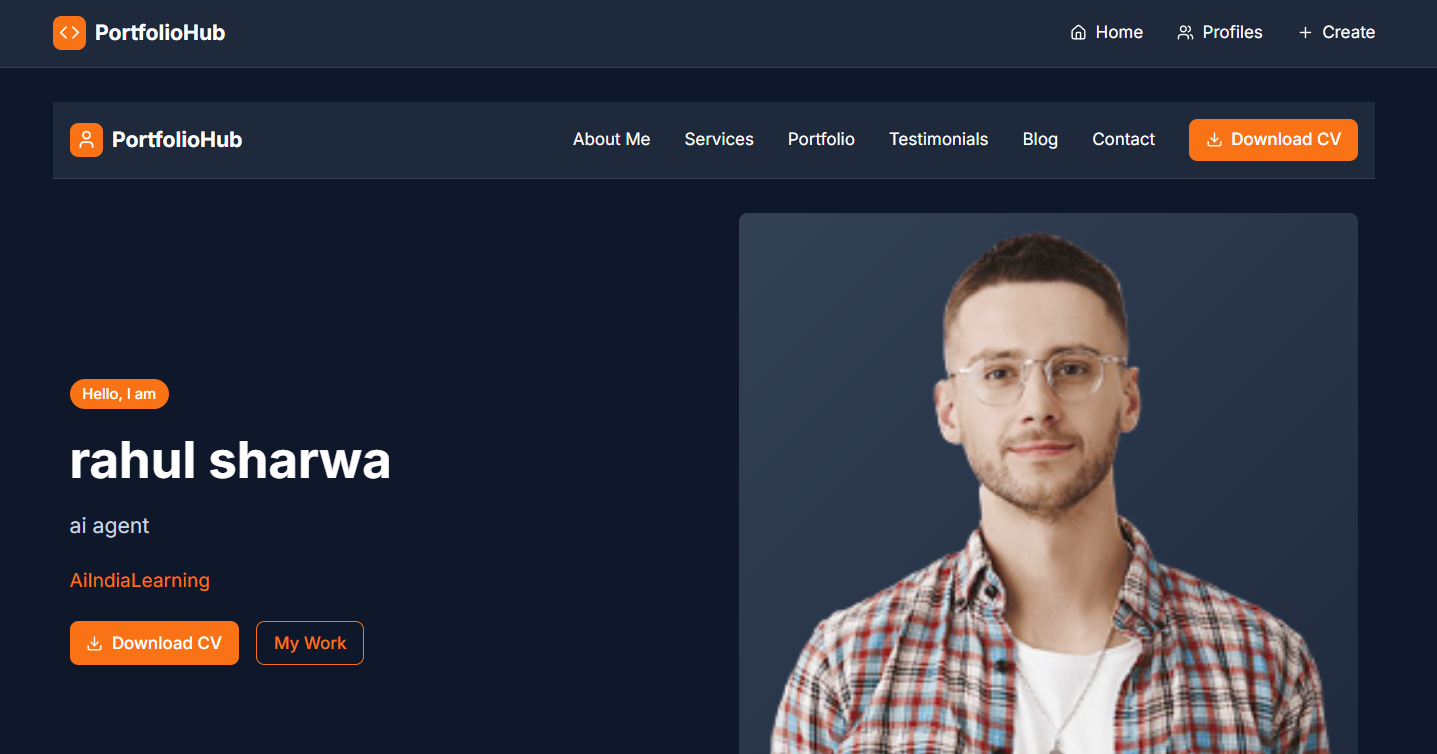 PortfolioHub Home Profiles Create
PortfolioHub About Me Services Portfolio Testimonials Blog Contact Download CV
Hello, I am
rahul sharwa
ai agent
AiIndiaLearning
Download CV My Work